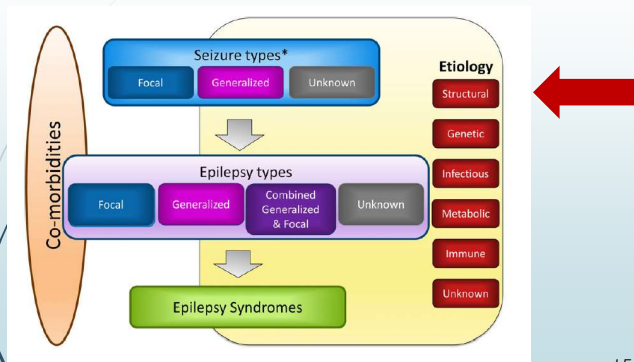 Co-morbidities
Seizure types*
Focal
Generalized
Unknown
Epilepsy types
Focal
Generalized
Combined
Generalized
& Focal
Unknown
Epilepsy Syndromes
Etiology
Structural
Genetic
Infectious
Metabolic
Immune
Unknown